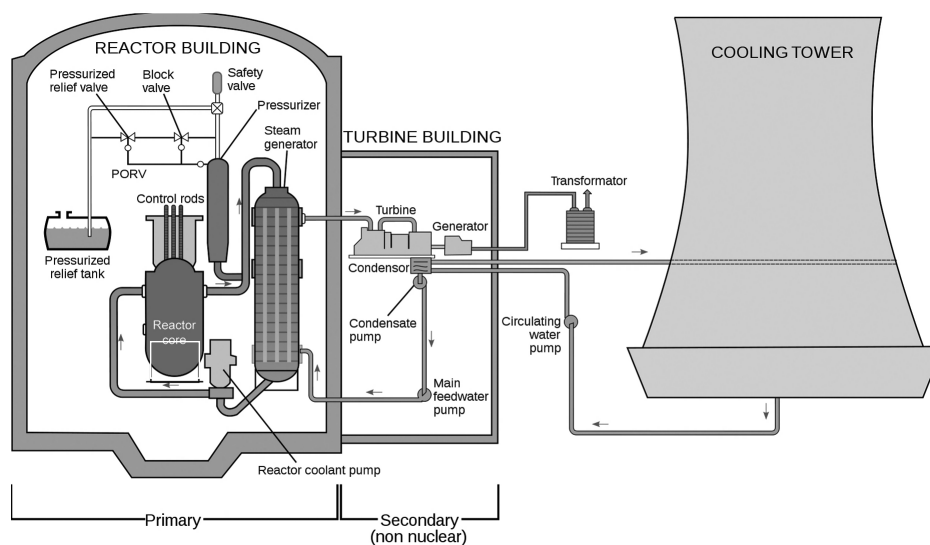 REACTOR BUILDING
COOLING TOWER
Pressurized
relief valve
Block
valve
Safety
valve
Pressurizer
Steam
generator
TURBINE BUILDING
PORV
Control rods
Pressurized
relief tank
Turbine
Generator
Transformator
Condensor
Reactor
core
Condensate
pump
Circulating
water
pump
Main
feedwater
pump
Reactor coolant pump
Primary
Secondary
(non nuclear)